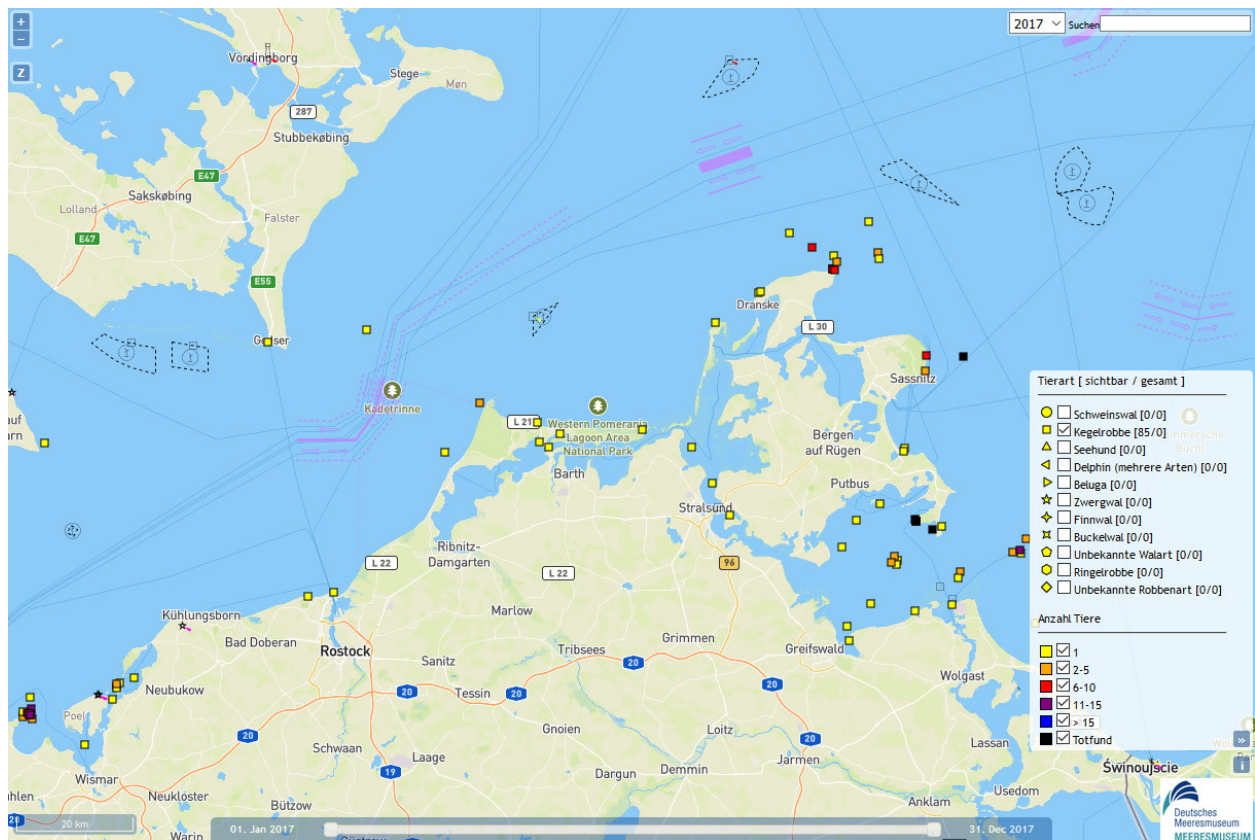 +
−
Z
2017
Suchen
Vordingborg
Stege
Møn
287
Stubbekøbing
E47
Sakskøbing
Lolland
Falster
E47
E55
Dranske
L 30
Sassnitz
Kadetrinne
L 21
Western Pomerania
Lagoon Area
National Park
Bergen
auf Rügen
Barth
Putbus
Stralsund
Ribnitz-
Damgarten
L 22
L 22
96
Kühlungsborn
Marlow
Bad Doberan
Rostock
Grimmen
Greifswald
Sanitz
Tribsees
20
Wolgast
Neubukow
20
Tessin
20
20
Poel
Gnoien
Loitz
20
Schwaan
Laage
20
Lassan
Jarmen
Wismar
19
Dargun
Demmin
Świnoujście
Neukloster
Bützow
Usedom
Anklam
Warin
20 km
01. Jan 2017
31. Dec 2017
Tierart [ sichtbar / gesamt ]
Schweinswal [0/0]
Kegelrobbe [85/0]
Seehund [0/0]
Delphin (mehrere Arten) [0/0]
Beluga [0/0]
Zwergwal [0/0]
Finnwal [0/0]
Buckelwal [0/0]
Unbekannte Walart [0/0]
Ringelrobbe [0/0]
Unbekannte Robbenart [0/0]
Anzahl Tiere
1
2-5
6-10
11-15
> 15
Totfund
»
i
Deutsches
Meeresmuseum
MEERESMUSEUM